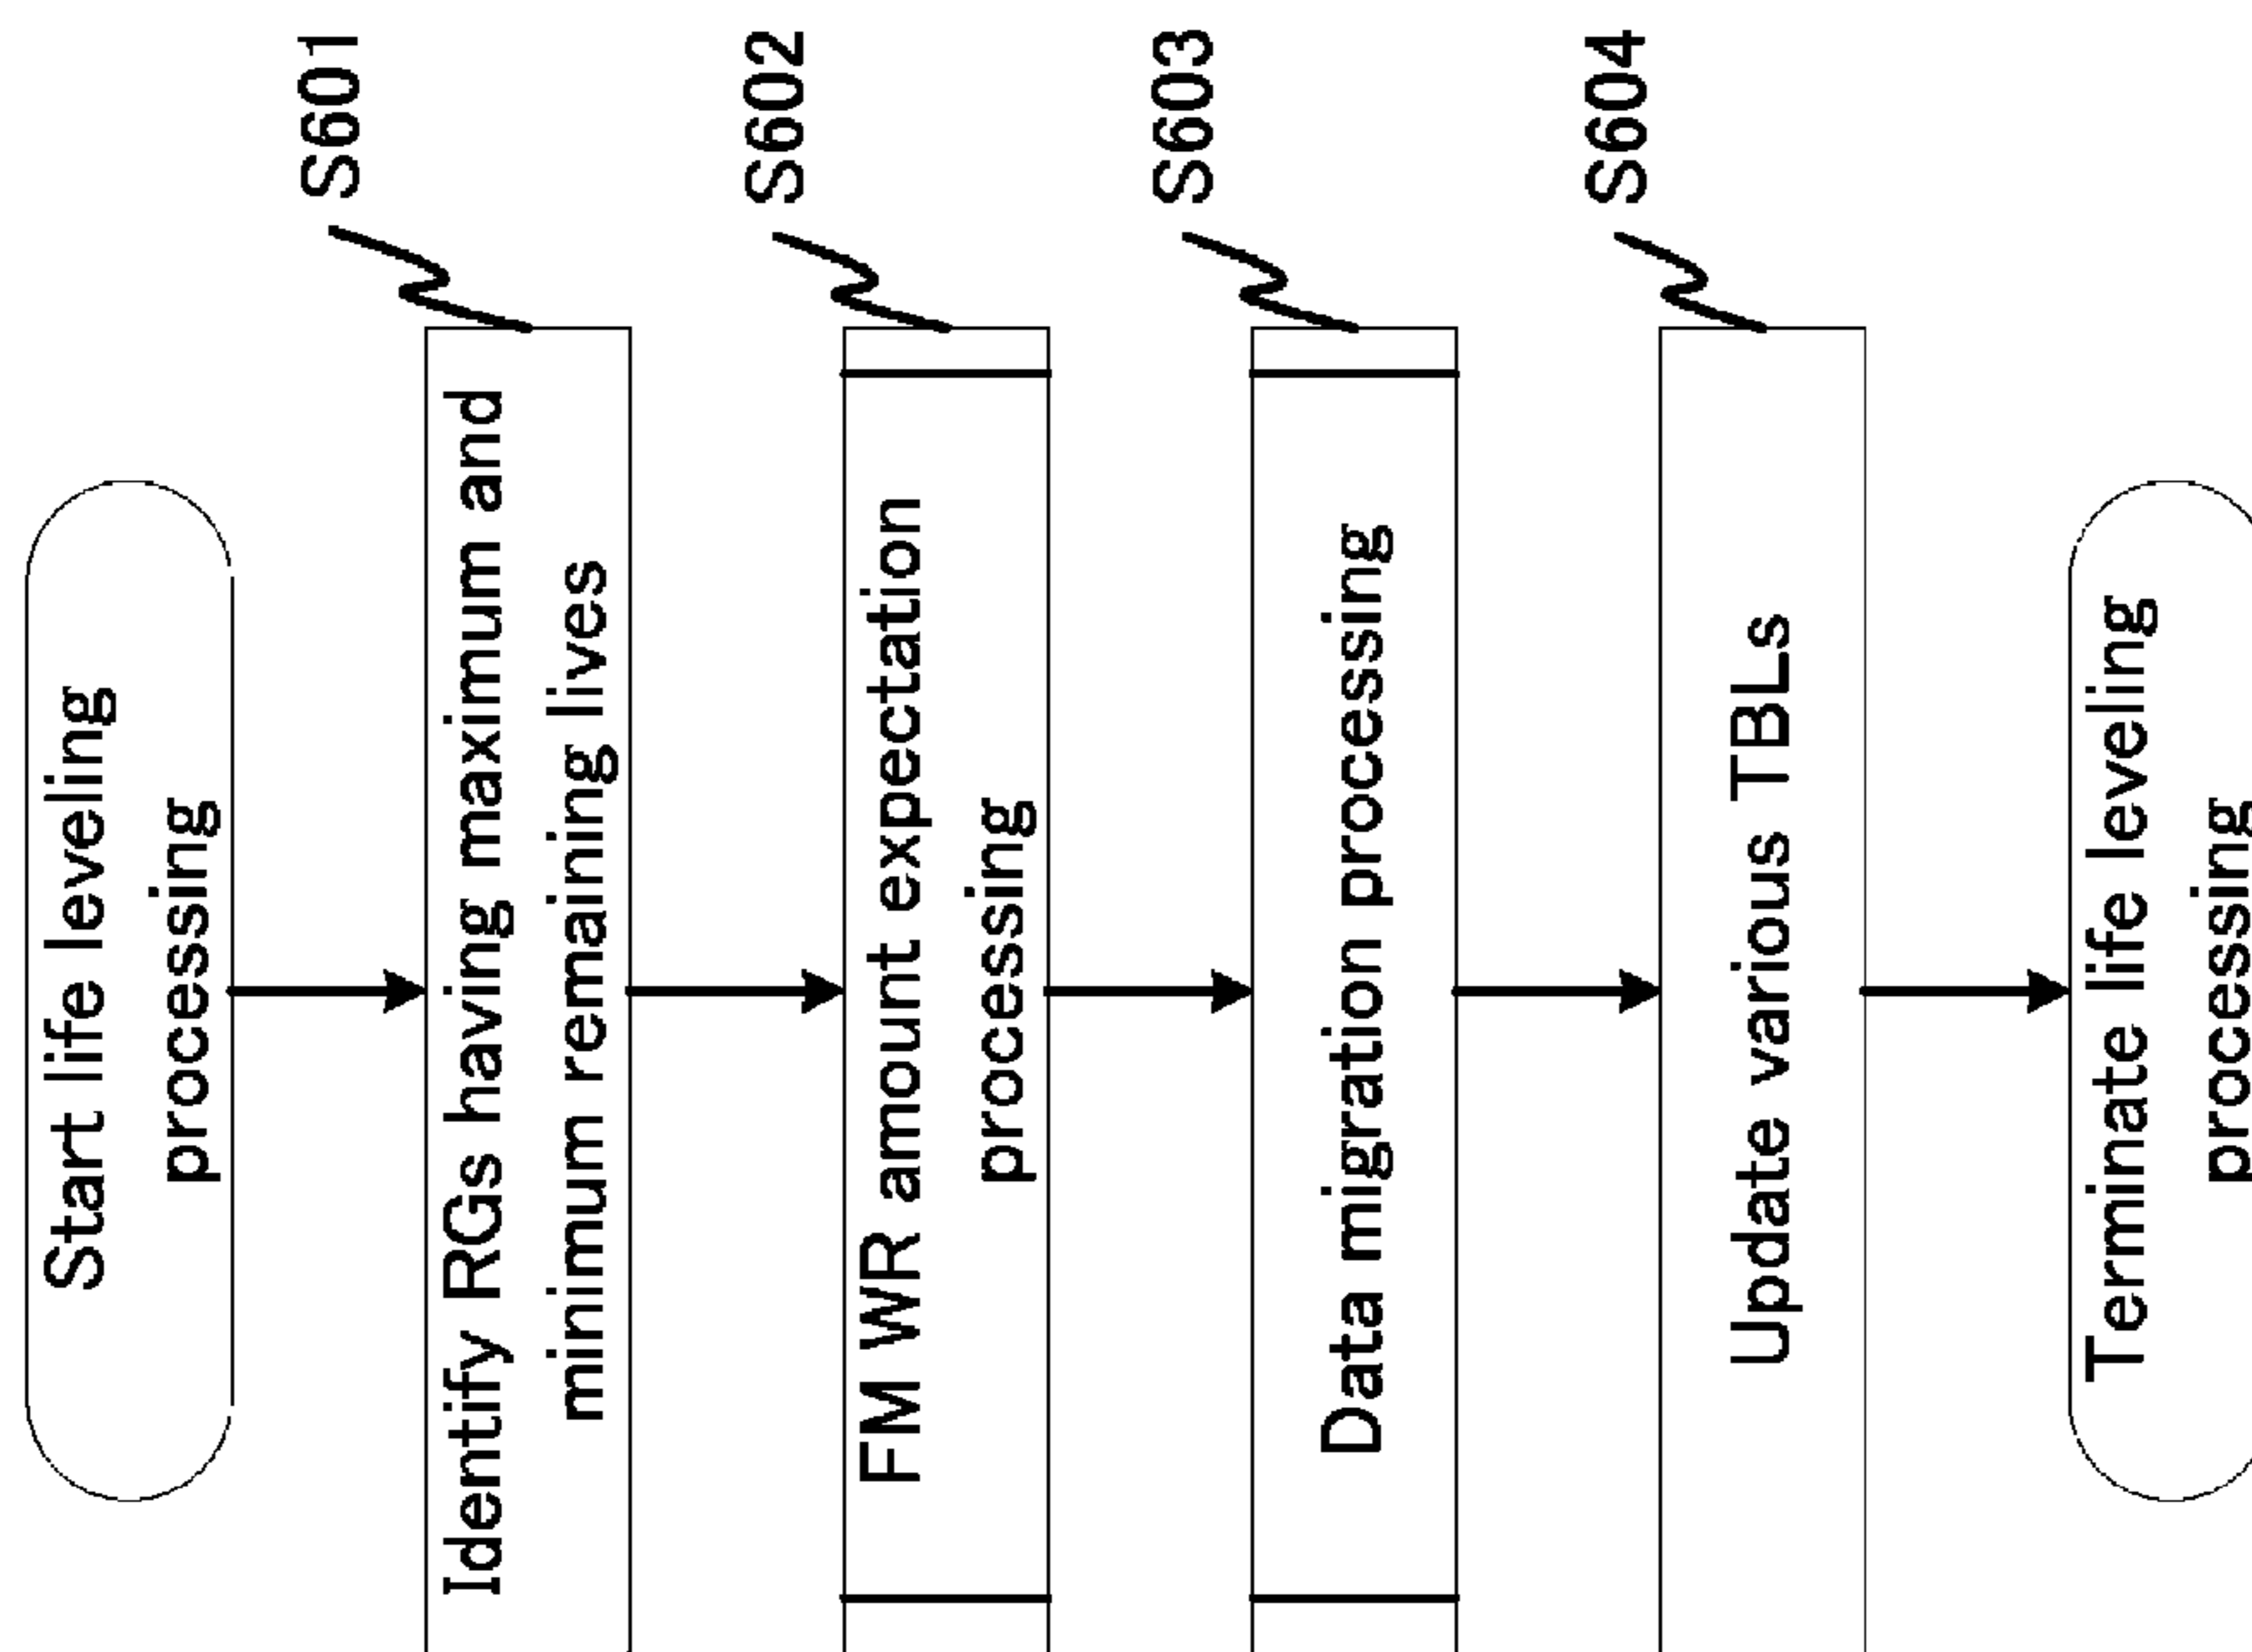 Start life leveling
processing
S601
Identify RGs having maximum and
minimum remaining lives
S602
FM WR amount expectation
processing
S603
Data migration processing
S604
Update various TBLs
Terminate life leveling
processing